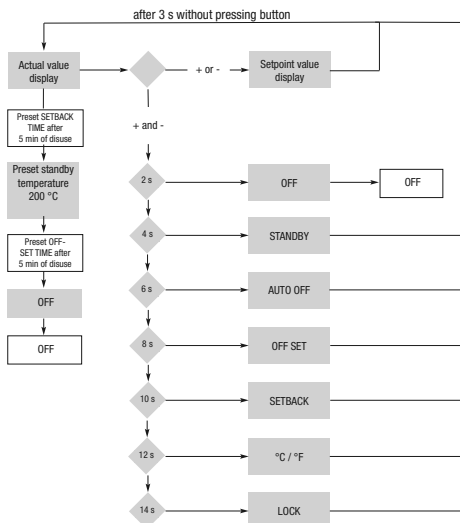 after 3 s without pressing button
Actual value
display
+ or -
Setpoint value
display
Preset SETBACK
TIME after
5 min of disuse
+ and -
Preset standby
temperature
200 °C
2 s
OFF
OFF
Preset OFF-
SET TIME after
5 min of disuse
4 s
STANDBY
6 s
AUTO OFF
OFF
8 s
OFF SET
OFF
10 s
SETBACK
12 s
°C / °F
14 s
LOCK